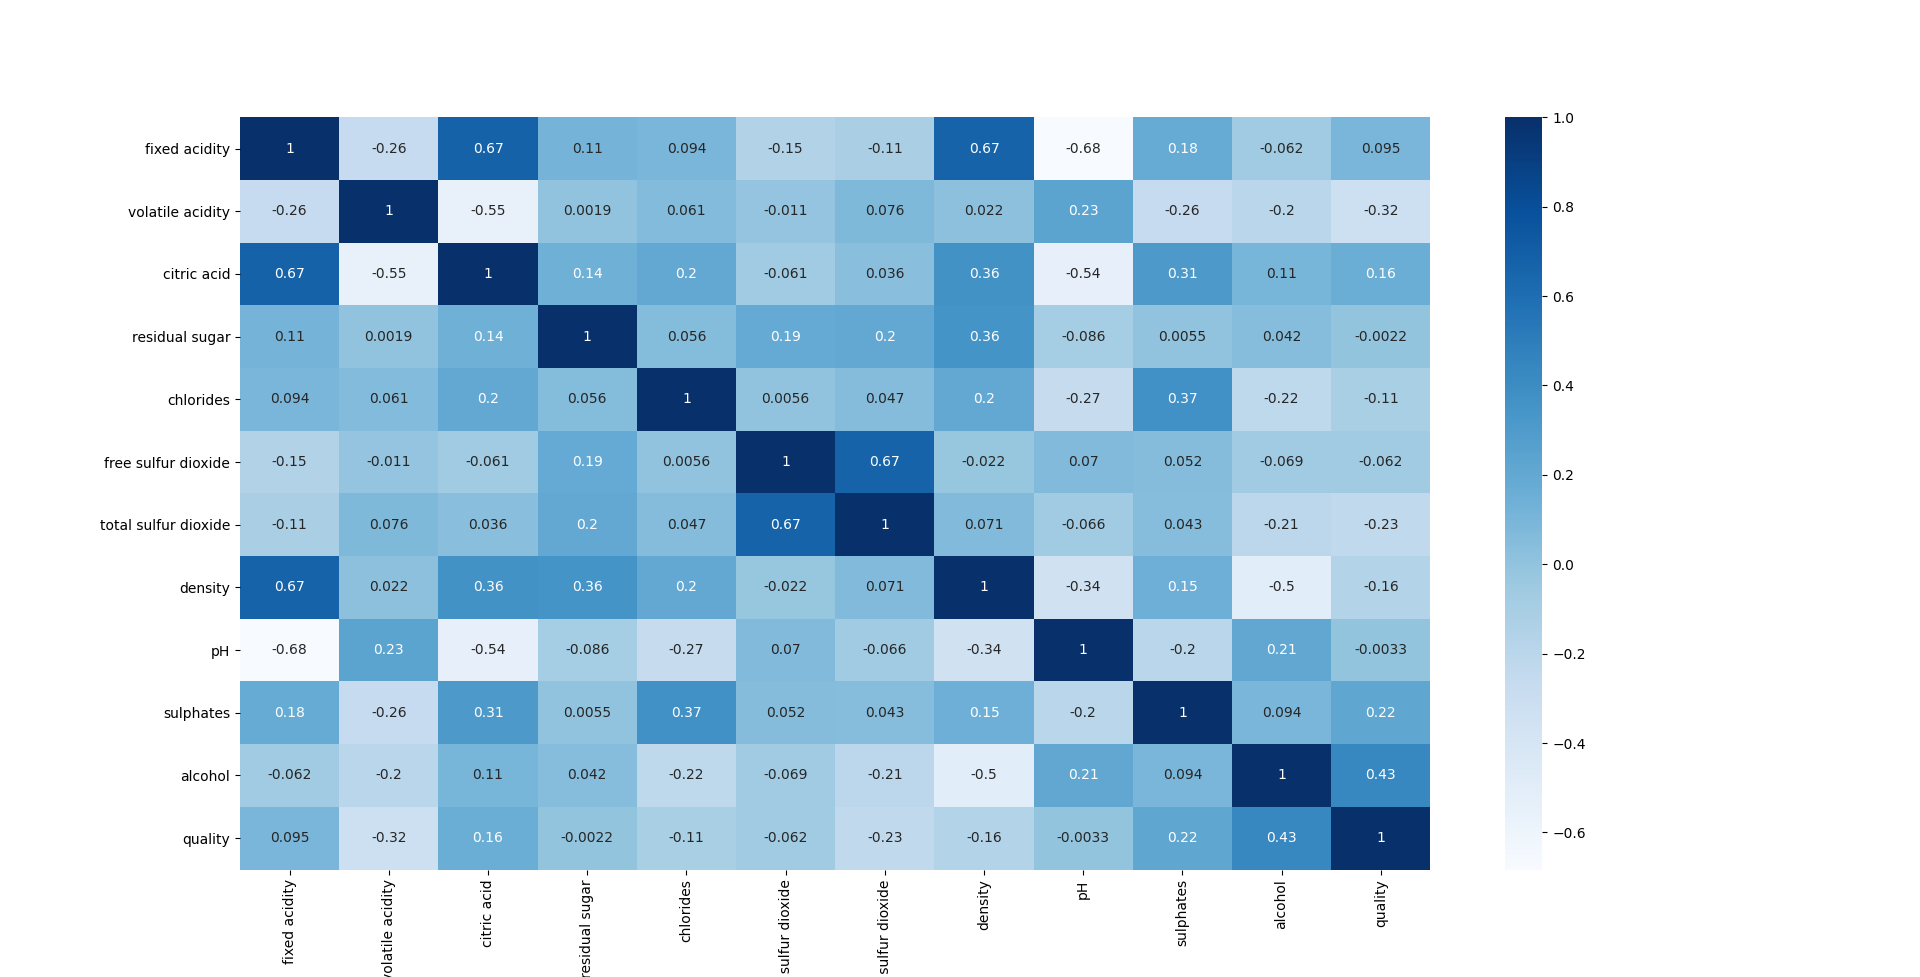 fixed acidity 1 -0.26 0.67 0.11 0.094 -0.15 -0.11 0.67 -0.68 0.18 -0.062 0.095
volatile acidity -0.26 1 -0.55 0.0019 0.061 -0.011 0.076 0.022 0.23 -0.26 -0.2 -0.32
citric acid 0.67 -0.55 1 0.14 0.2 -0.061 0.036 0.36 -0.54 0.31 0.11 0.16
residual sugar 0.11 0.0019 0.14 1 0.056 0.19 0.2 0.36 -0.086 0.0055 0.042 -0.0022
chlorides 0.094 0.061 0.2 0.056 1 0.0056 0.047 0.2 -0.27 0.37 -0.22 -0.11
free sulfur dioxide -0.15 -0.011 -0.061 0.19 0.0056 1 0.67 -0.022 0.07 0.052 -0.069 -0.062
total sulfur dioxide -0.11 0.076 0.036 0.2 0.047 0.67 1 0.071 -0.066 0.043 -0.21 -0.23
density 0.67 0.022 0.36 0.36 0.2 -0.022 0.071 1 -0.34 0.15 -0.5 -0.16
pH -0.68 0.23 -0.54 -0.086 -0.27 0.07 -0.066 -0.34 1 -0.2 0.21 -0.0033
sulphates 0.18 -0.26 0.31 0.0055 0.37 0.052 0.043 0.15 -0.2 1 0.094 0.22
alcohol -0.062 -0.2 0.11 0.042 -0.22 -0.069 -0.21 -0.5 0.21 0.094 1 0.43
quality 0.095 -0.32 0.16 -0.0022 -0.11 -0.062 -0.23 -0.16 -0.0033 0.22 0.43 1
fixed acidity
volatile acidity
citric acid
residual sugar
chlorides
sulfur dioxide
sulfur dioxide
density
pH
sulphates
alcohol
quality
1.0
0.8
0.6
0.4
0.2
0.0
−0.2
−0.4
−0.6